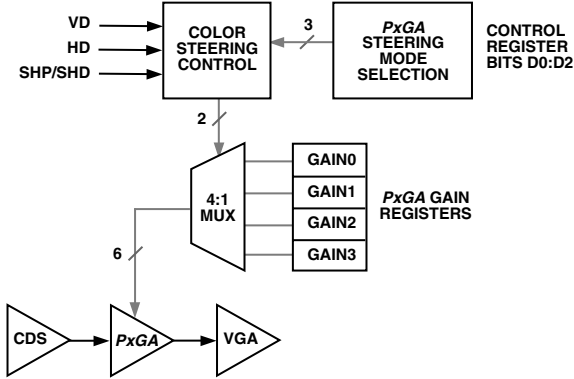 VD
HD
SHP/SHD
COLOR
STEERING
CONTROL
3
PxGA
STEERING
MODE
SELECTION
CONTROL
REGISTER
BITS D0:D2
2
4:1
MUX
GAIN0
GAIN1
GAIN2
GAIN3
PxGA GAIN
REGISTERS
6
CDS
PxGA
VGA